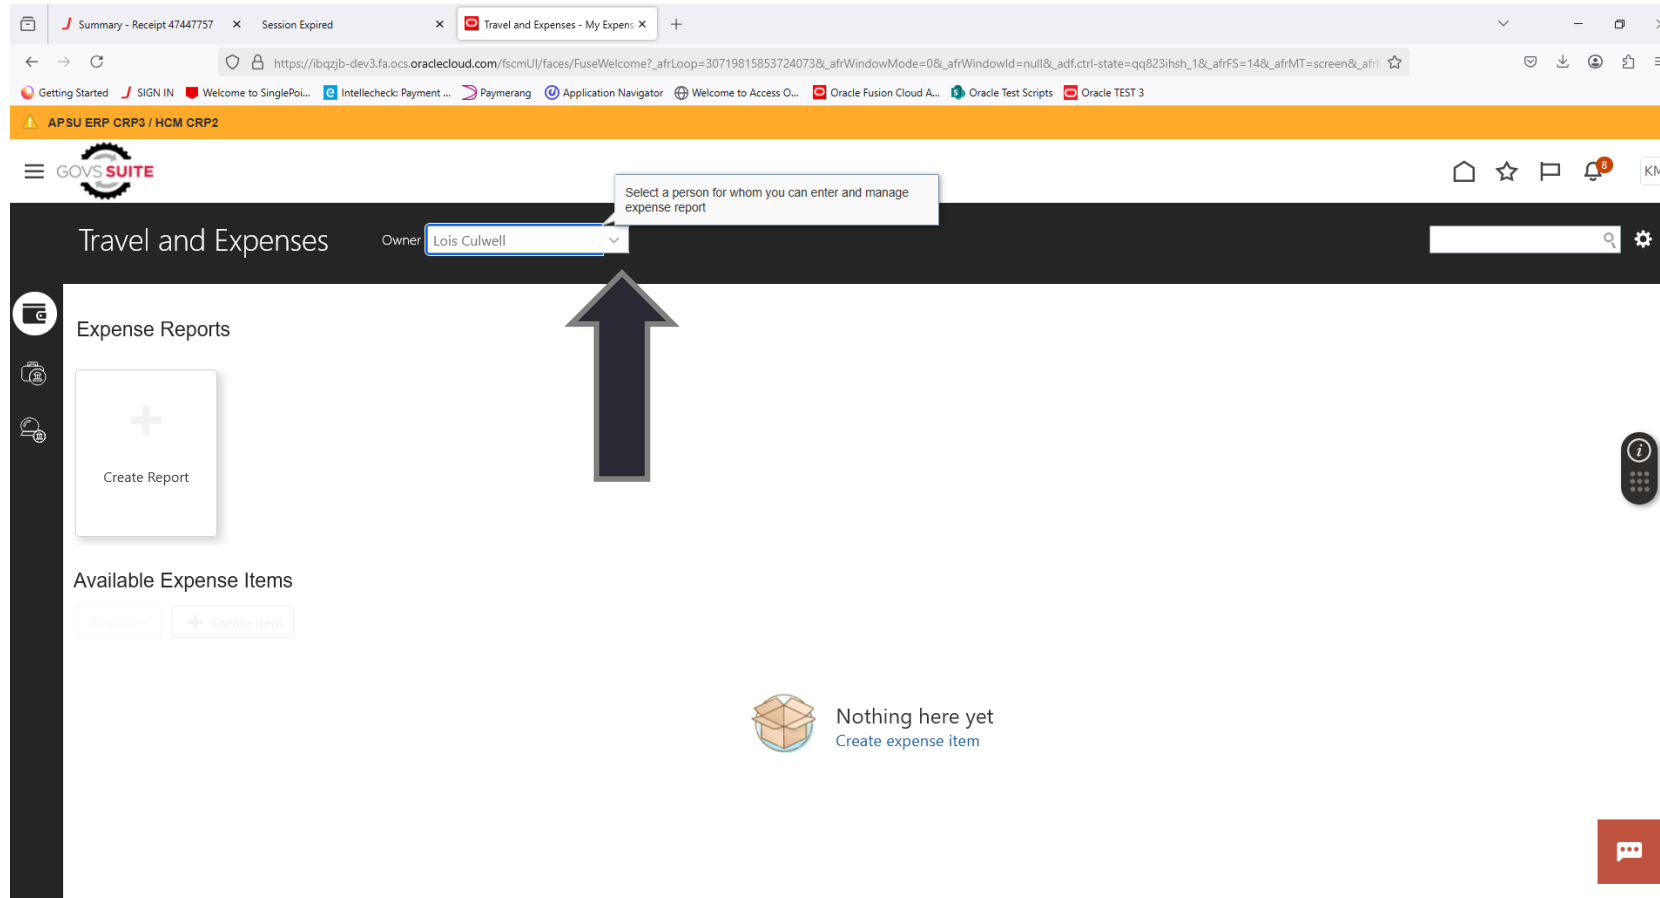 Summary - Receipt 47447757
Session Expired
Travel and Expenses - My Expens
https://ibqzjb-dev3.fa.ocs.oraclecloud.com/fscmUI/faces/FuseWelcome?_afrLoop=30719815853724073&_afrWindowMode=0&_afrWindowId=null&_adf.ctrl-state=qq823ihsh_1&_afrFS=14&_afrMT=screen&_afr
Getting Started SIGN IN Welcome to SinglePoi... Intellecheck: Payment ... Paymerang Application Navigator Welcome to Access O... Oracle Fusion Cloud A... Oracle Test Scripts Oracle TEST 3
APSU ERP CRP3 / HCM CRP2
GOVS SUITE
8
KM
Select a person for whom you can enter and manage
expense report
Travel and Expenses
Owner Lois Culwell
Expense Reports
Create Report
Available Expense Items
Actions
Create Item
Nothing here yet
Create expense item